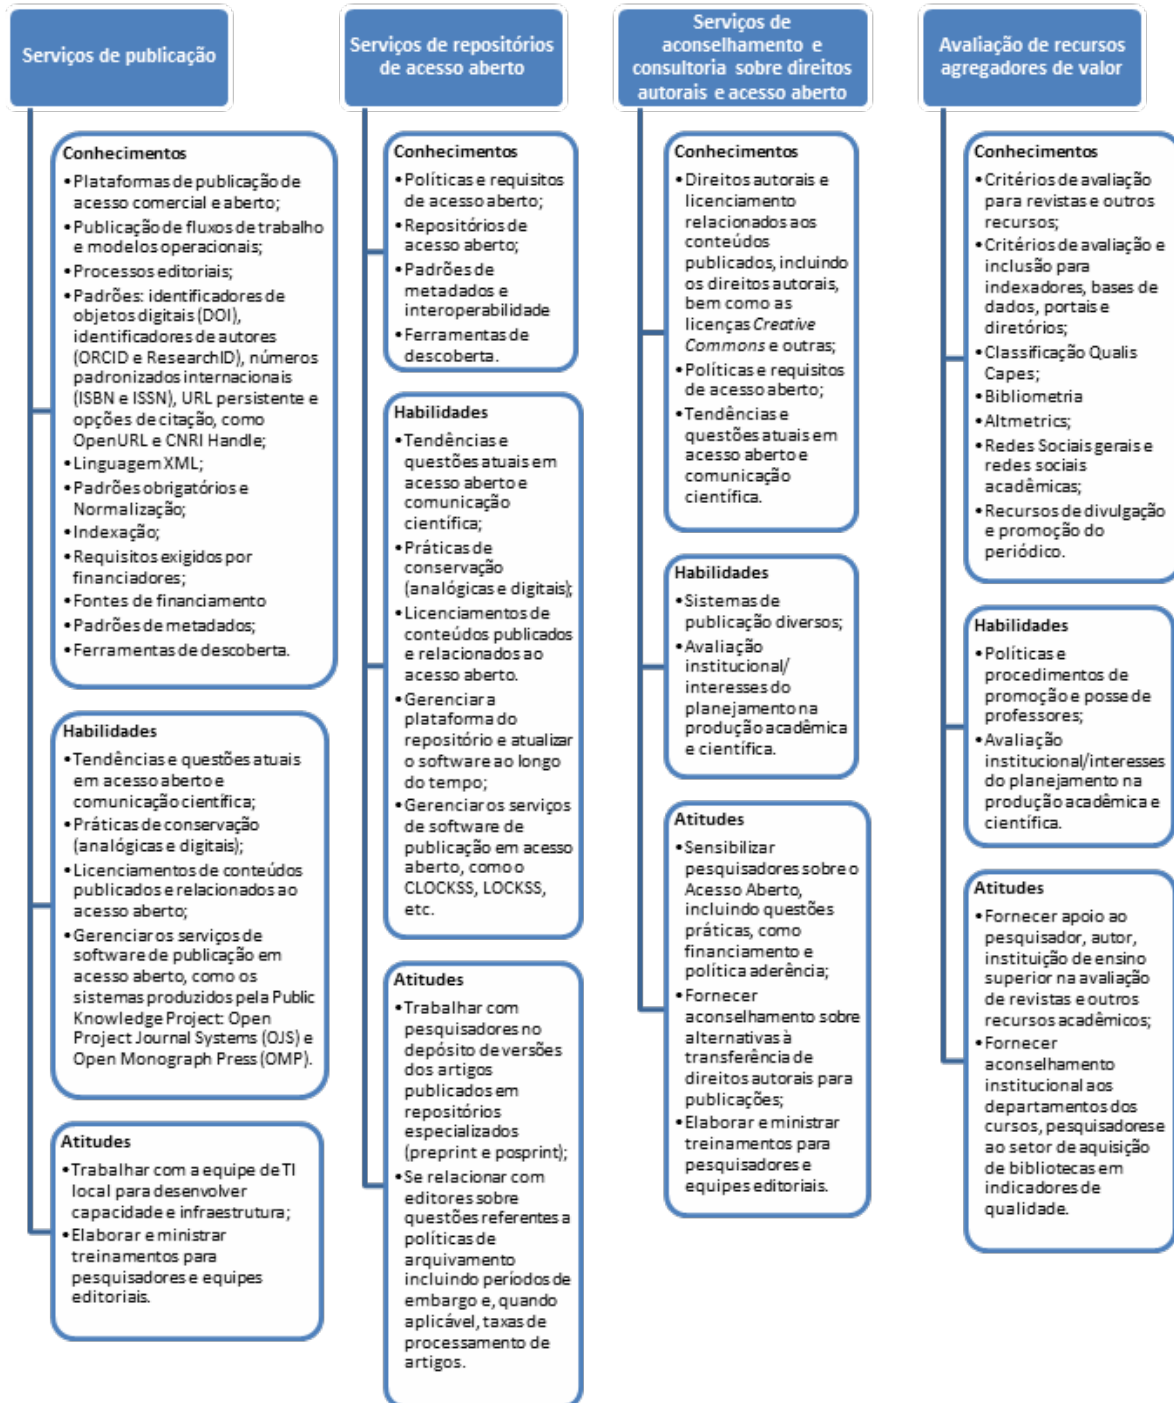 Serviços de publicação
Conhecimentos
•Plataformas de publicação de
acesso comercial e aberto;
•Publicação de fluxos de trabalho
e modelos operacionais;
•Processos editoriais;
•Padrões: identificadores de
objetos digitais (DOI),
identificadores de autores
(ORCID e ResearchID), números
padronizados internacionais
(ISBN e ISSN), URL persistente e
opções de citação, como
OpenURL e CNRI Handle;
•Linguagem XML;
•Padrões obrigatórios e
Normalização;
•Indexação;
•Requisitos exigidos por
financiadores;
•Fontes de financiamento
•Padrões de metadados;
•Ferramentas de descoberta.
Habilidades
•Tendências e questões atuais
em acesso aberto e
comunicação científica;
•Práticas de conservação
(analógicas e digitais);
•Licenciamentos de conteúdos
publicados e relacionados ao
acesso aberto;
•Gerenciar os serviços de
software de publicação em
acesso aberto, como os
sistemas produzidos pela Public
Knowledge Project: Open
Project Journal Systems (OJS) e
Open Monograph Press (OMP).
Atitudes
•Trabalhar com a equipe de TI
local para desenvolver
capacidade e infraestrutura;
•Elaborar e ministrar
treinamentos para
pesquisadores e equipes
editoriais.
Serviços de repositórios
de acesso aberto
Conhecimentos
•Políticas e requisitos
de acesso aberto;
•Repositórios de
acesso aberto;
•Padrões de
metadados e
interoperabilidade
•Ferramentas de
descoberta.
Habilidades
•Tendências e
questões atuais em
acesso aberto e
comunicação
científica;
•Práticas de
conservação
(analógicas e digitais);
•Licenciamentos de
conteúdos publicados
e relacionados ao
acesso aberto.
•Gerenciar a
plataforma do
repositório e atualizar
o software ao longo
do tempo;
•Gerenciar os serviços
de software de
publicação em acesso
aberto, como o
CLOCKSS, LOCKSS,
etc.
Atitudes
•Trabalhar com
pesquisadores no
depósito de versões
dos artigos
publicados em
repositórios
especializados
(preprint e posprint);
•Se relacionar com
editores sobre
questões referentes a
políticas de
arquivamento
incluindo períodos de
embargo e, quando
aplicável, taxas de
processamento de
artigos.
Serviços de
aconselhamento e
consultoria sobre direitos
autorais e acesso aberto
Conhecimentos
•Direitos autorais e
licenciamento
relacionados aos
conteúdos
publicados, incluindo
os direitos autorais,
bem como as
licenças Creative
Commons e outras;
•Políticas e requisitos
de acesso aberto;
•Tendências e
questões atuais em
acesso aberto e
comunicação
científica.
Habilidades
•Sistemas de
publicação diversos;
•Avaliação
institucional/
interesses do
planejamento na
produção acadêmica
e científica.
Atitudes
•Sensibilizar
pesquisadores sobre o
Acesso Aberto,
incluindo questões
práticas, como
financiamento e
política aderência;
•Fornecer
aconselhamento sobre
alternativas à
transferência de
direitos autorais para
publicações;
•Elaborar e ministrar
treinamentos para
pesquisadores e
equipes editoriais.
Avaliação de recursos
agregadores de valor
Conhecimentos
•Critérios de avaliação
para revistas e outros
recursos;
•Critérios de avaliação e
inclusão para
indexadores, bases de
dados, portais e
diretórios;
•Classificação Qualis
Capes;
•Bibliometria
•Altmetrics;
•Redes Sociais gerais e
redes sociais
acadêmicas;
•Recursos de divulgação
e promoção do
periódico.
Habilidades
•Políticas e
procedimentos de
promoção e posse de
professores;
•Avaliação
institucional/interesses
do planejamento na
produção acadêmica e
científica.
Atitudes
•Fornecer apoio ao
pesquisador, autor,
instituição de ensino
superior na avaliação
de revistas e outros
recursos acadêmicos;
•Fornecer
aconselhamento
institucional aos
departamentos dos
cursos, pesquisadores e
ao setor de aquisição
de bibliotecas em
indicadores de
qualidade.